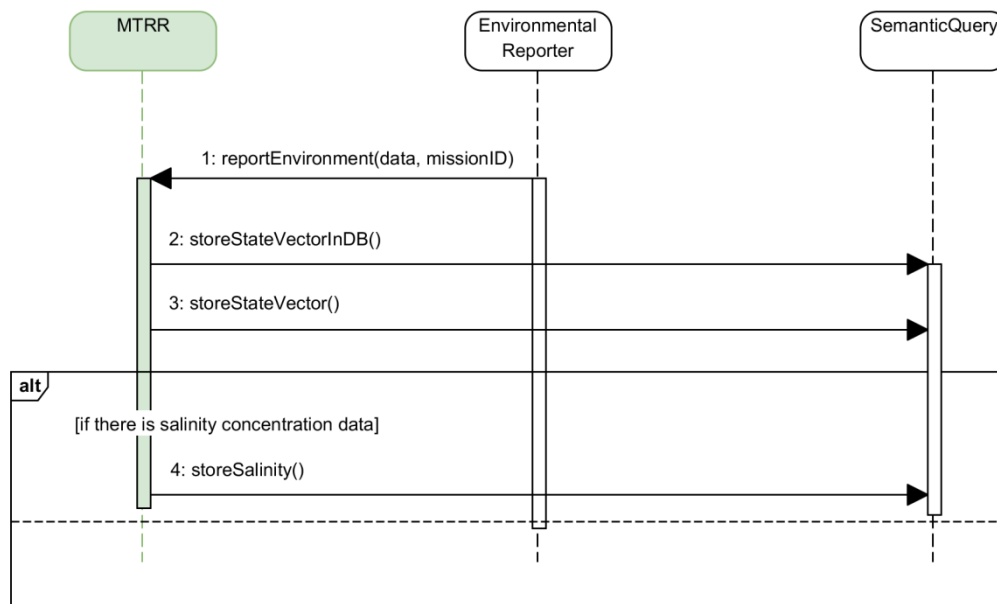 MTRR
Environmental
Reporter
SemanticQuery
1: reportEnvironment(data, missionID)
2: storeStateVectorInDB()
3: storeStateVector()
alt
[if there is salinity concentration data]
4: storeSalinity()